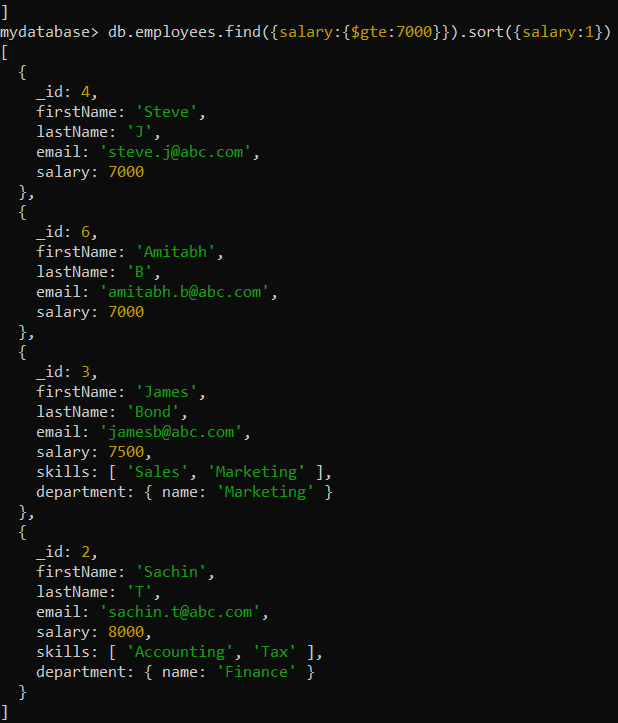 ]
mydatabase> db.employees.find({salary:{$gte:7000}}).sort({salary:1})
[
  {
    _id: 4,
    firstName: 'Steve',
    lastName: 'J',
    email: 'steve.j@abc.com',
    salary: 7000
  },
  {
    _id: 6,
    firstName: 'Amitabh',
    lastName: 'B',
    email: 'amitabh.b@abc.com',
    salary: 7000
  },
  {
    _id: 3,
    firstName: 'James',
    lastName: 'Bond',
    email: 'jamesb@abc.com',
    salary: 7500,
    skills: [ 'Sales', 'Marketing' ],
    department: { name: 'Marketing' }
  },
  {
    _id: 2,
    firstName: 'Sachin',
    lastName: 'T',
    email: 'sachin.t@abc.com',
    salary: 8000,
    skills: [ 'Accounting', 'Tax' ],
    department: { name: 'Finance' }
  }
]